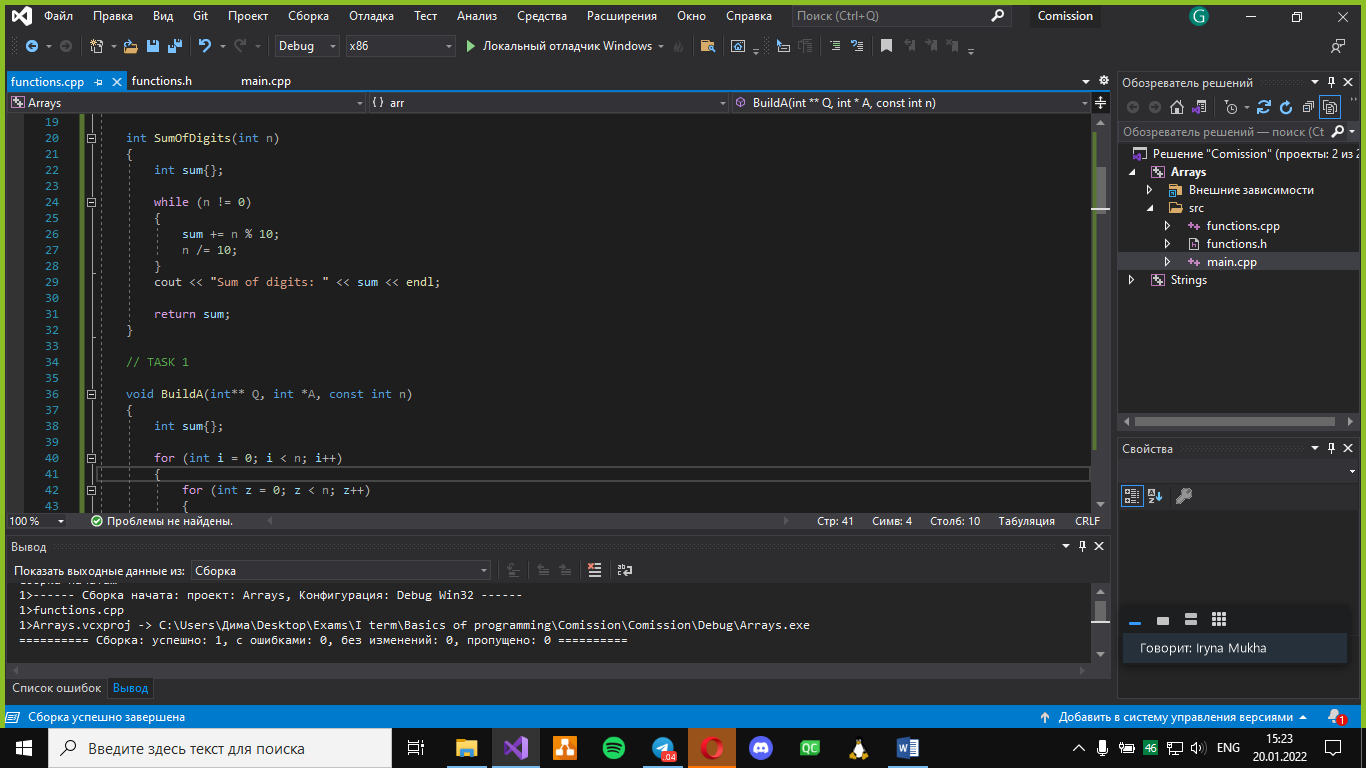 Файл Правка Вид Git Проект Сборка Отладка Тест Анализ Средства Расширения Окно Справка Поиск (Ctrl+Q) Comission G
Debug x86 Локальный отладчик Windows
functions.cpp functions.h main.cpp
Arrays {} arr BuildA(int ** Q, int * A, const int n)
19
20 int SumOfDigits(int n)
21 {
22 int sum{};
23
24 while (n != 0)
25 {
26 sum += n % 10;
27 n /= 10;
28 }
29 cout << "Sum of digits: " << sum << endl;
30
31 return sum;
32 }
33
34 // TASK 1
35
36 void BuildA(int** Q, int *A, const int n)
37 {
38 int sum{};
39
40 for (int i = 0; i < n; i++)
41 {
42 for (int z = 0; z < n; z++)
43 {
100 % Проблемы не найдены. Стр: 41 Симв: 4 Столб: 10 Табуляция CRLF
Вывод
Показать выходные данные из: Сборка
1>------ Сборка начата: проект: Arrays, Конфигурация: Debug Win32 ------
1>functions.cpp
1>Arrays.vcxproj -> C:\Users\Дима\Desktop\Exams\I term\Basics of programming\Comission\Comission\Debug\Arrays.exe
========== Сборка: успешно: 1, с ошибками: 0, без изменений: 0, пропущено: 0 ==========
Список ошибок Вывод
Обозреватель решений
Обозреватель решений — поиск (Ct
Решение "Comission" (проекты: 2 из 2
Arrays
Внешние зависимости
src
functions.cpp
functions.h
main.cpp
Strings
Свойства
Говорит: Iryna Mukha
Сборка успешно завершена Добавить в систему управления версиями 1
Введите здесь текст для поиска .04 QC 46 ENG 15:23
20.01.2022